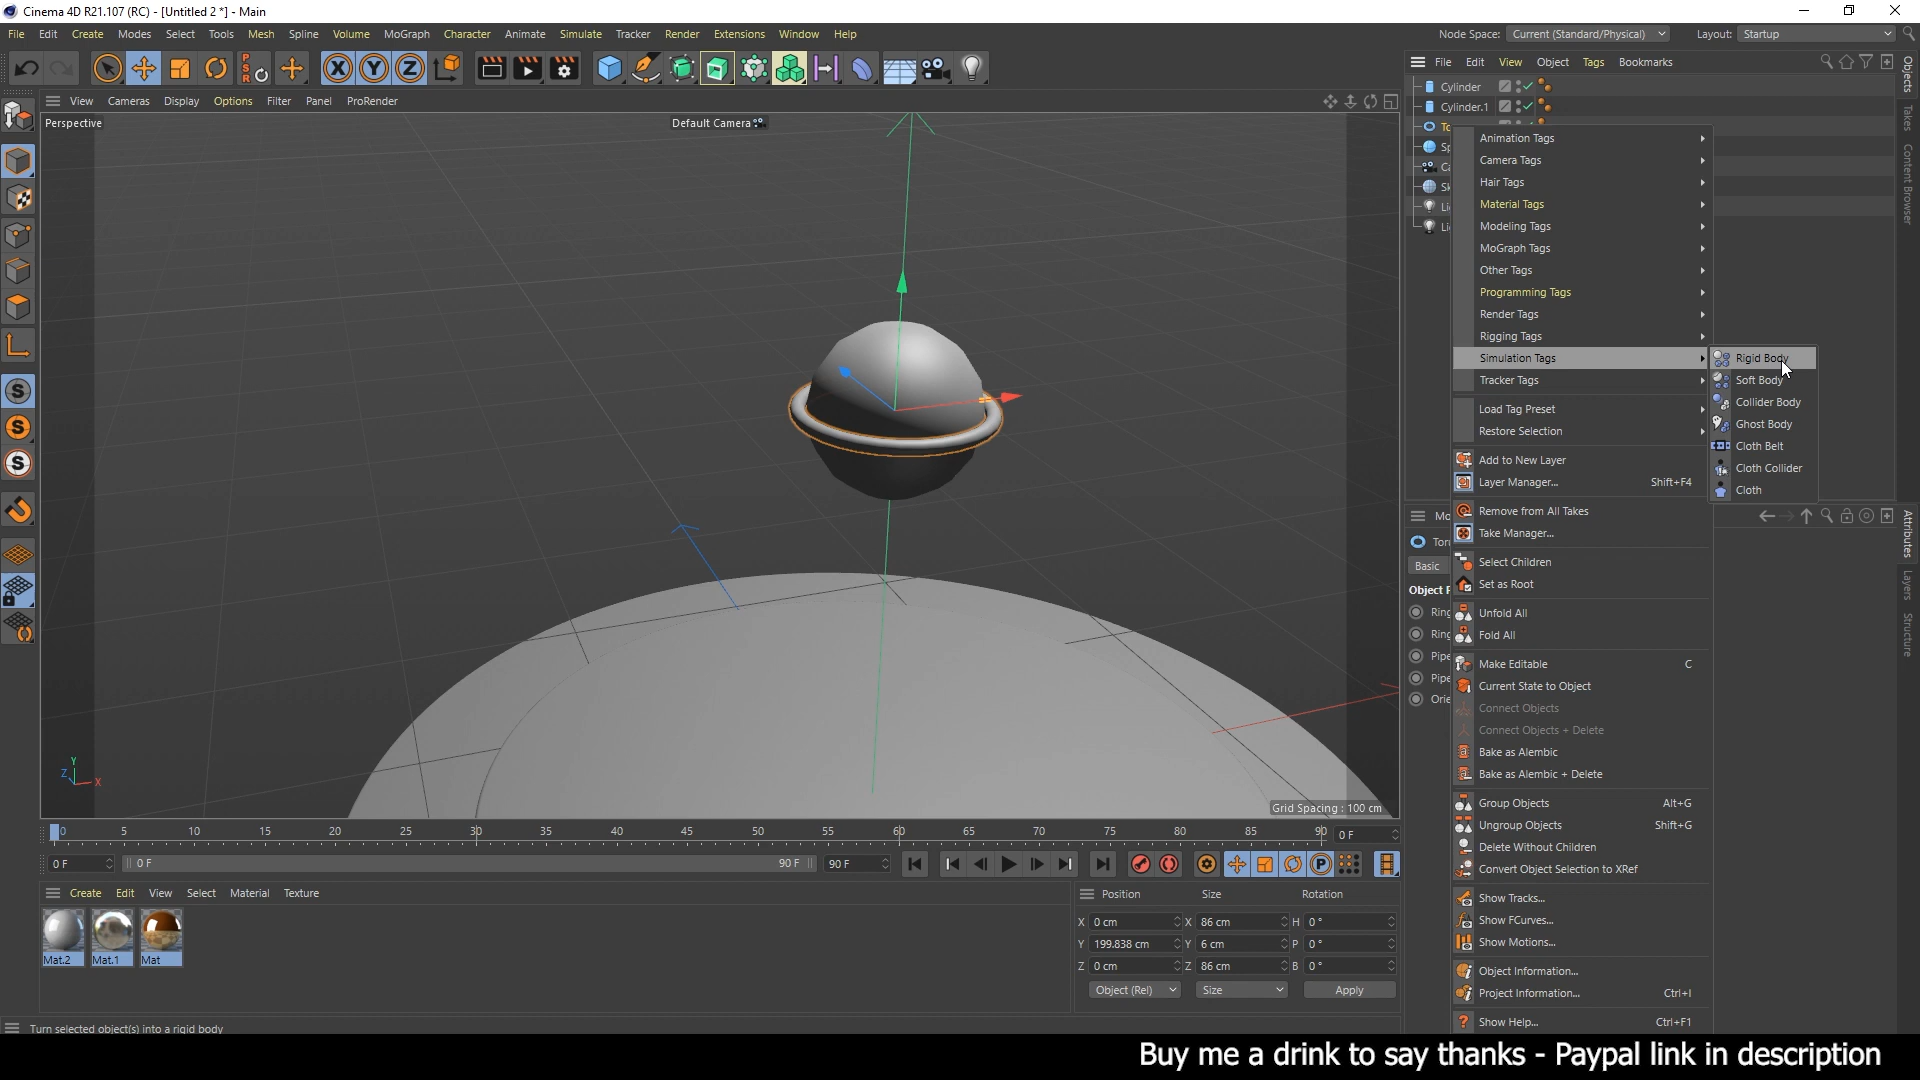 Cinema 4D R21.107 (RC) - [Untitled 2 *] - Main
File Edit Create Modes Select Tools Mesh Spline Volume MoGraph Character Animate Simulate Tracker Render Extensions Window Help
Node Space: Current (Standard/Physical) Layout: Startup
P S R X Y Z
File Edit View Object Tags Bookmarks
View Cameras Display Options Filter Panel ProRender
Perspective
Default Camera
Cylinder
Cylinder.1
Objects
Takes
Content Browser
Animation Tags
Camera Tags
Hair Tags
Material Tags
Modeling Tags
MoGraph Tags
Other Tags
Programming Tags
Render Tags
Rigging Tags
Simulation Tags
Tracker Tags
Rigid Body
Soft Body
Collider Body
Ghost Body
Cloth Belt
Cloth Collider
Cloth
Load Tag Preset
Restore Selection
Add to New Layer
Layer Manager... Shift+F4
Remove from All Takes
Take Manager...
Select Children
Set as Root
Unfold All
Fold All
Make Editable C
Current State to Object
Connect Objects
Connect Objects + Delete
Bake as Alembic
Bake as Alembic + Delete
Group Objects Alt+G
Ungroup Objects Shift+G
Delete Without Children
Convert Object Selection to XRef
Show Tracks...
Show FCurves...
Show Motions...
Object Information...
Project Information... Ctrl+I
Show Help... Ctrl+F1
Basic
Attributes
Layers
Structure
Y
Z X
Grid Spacing : 100 cm
0 5 10 15 20 25 30 35 40 45 50 55 60 65 70 75 80 85 90 0 F
0 F 0 F 90 F 90 F
Create Edit View Select Material Texture
Mat.2 Mat.1 Mat
Position Size Rotation
X 0 cm X 86 cm H 0 °
Y 199.838 cm Y 6 cm P 0 °
Z 0 cm Z 86 cm B 0 °
Object (Rel) Size Apply
Turn selected object(s) into a rigid body
Buy me a drink to say thanks - Paypal link in description